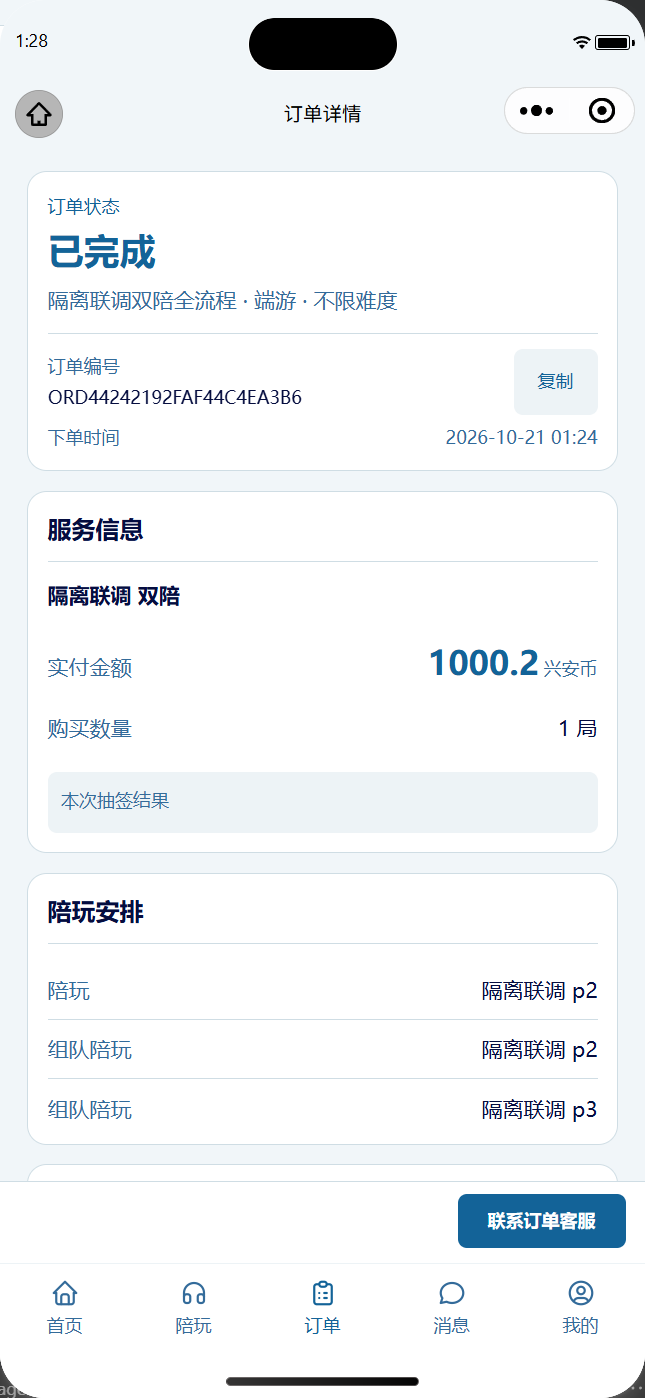 1:28
订单详情
订单状态
已完成
隔离联调双陪全流程 · 端游 · 不限难度
订单编号
ORD44242192FAF44C4EA3B6
复制
下单时间 2026-10-21 01:24
服务信息
隔离联调 双陪
实付金额 1000.2 兴安币
购买数量 1 局
本次抽签结果
陪玩安排
陪玩 隔离联调 p2
组队陪玩 隔离联调 p2
组队陪玩 隔离联调 p3
联系订单客服
首页 陪玩 订单 消息 我的